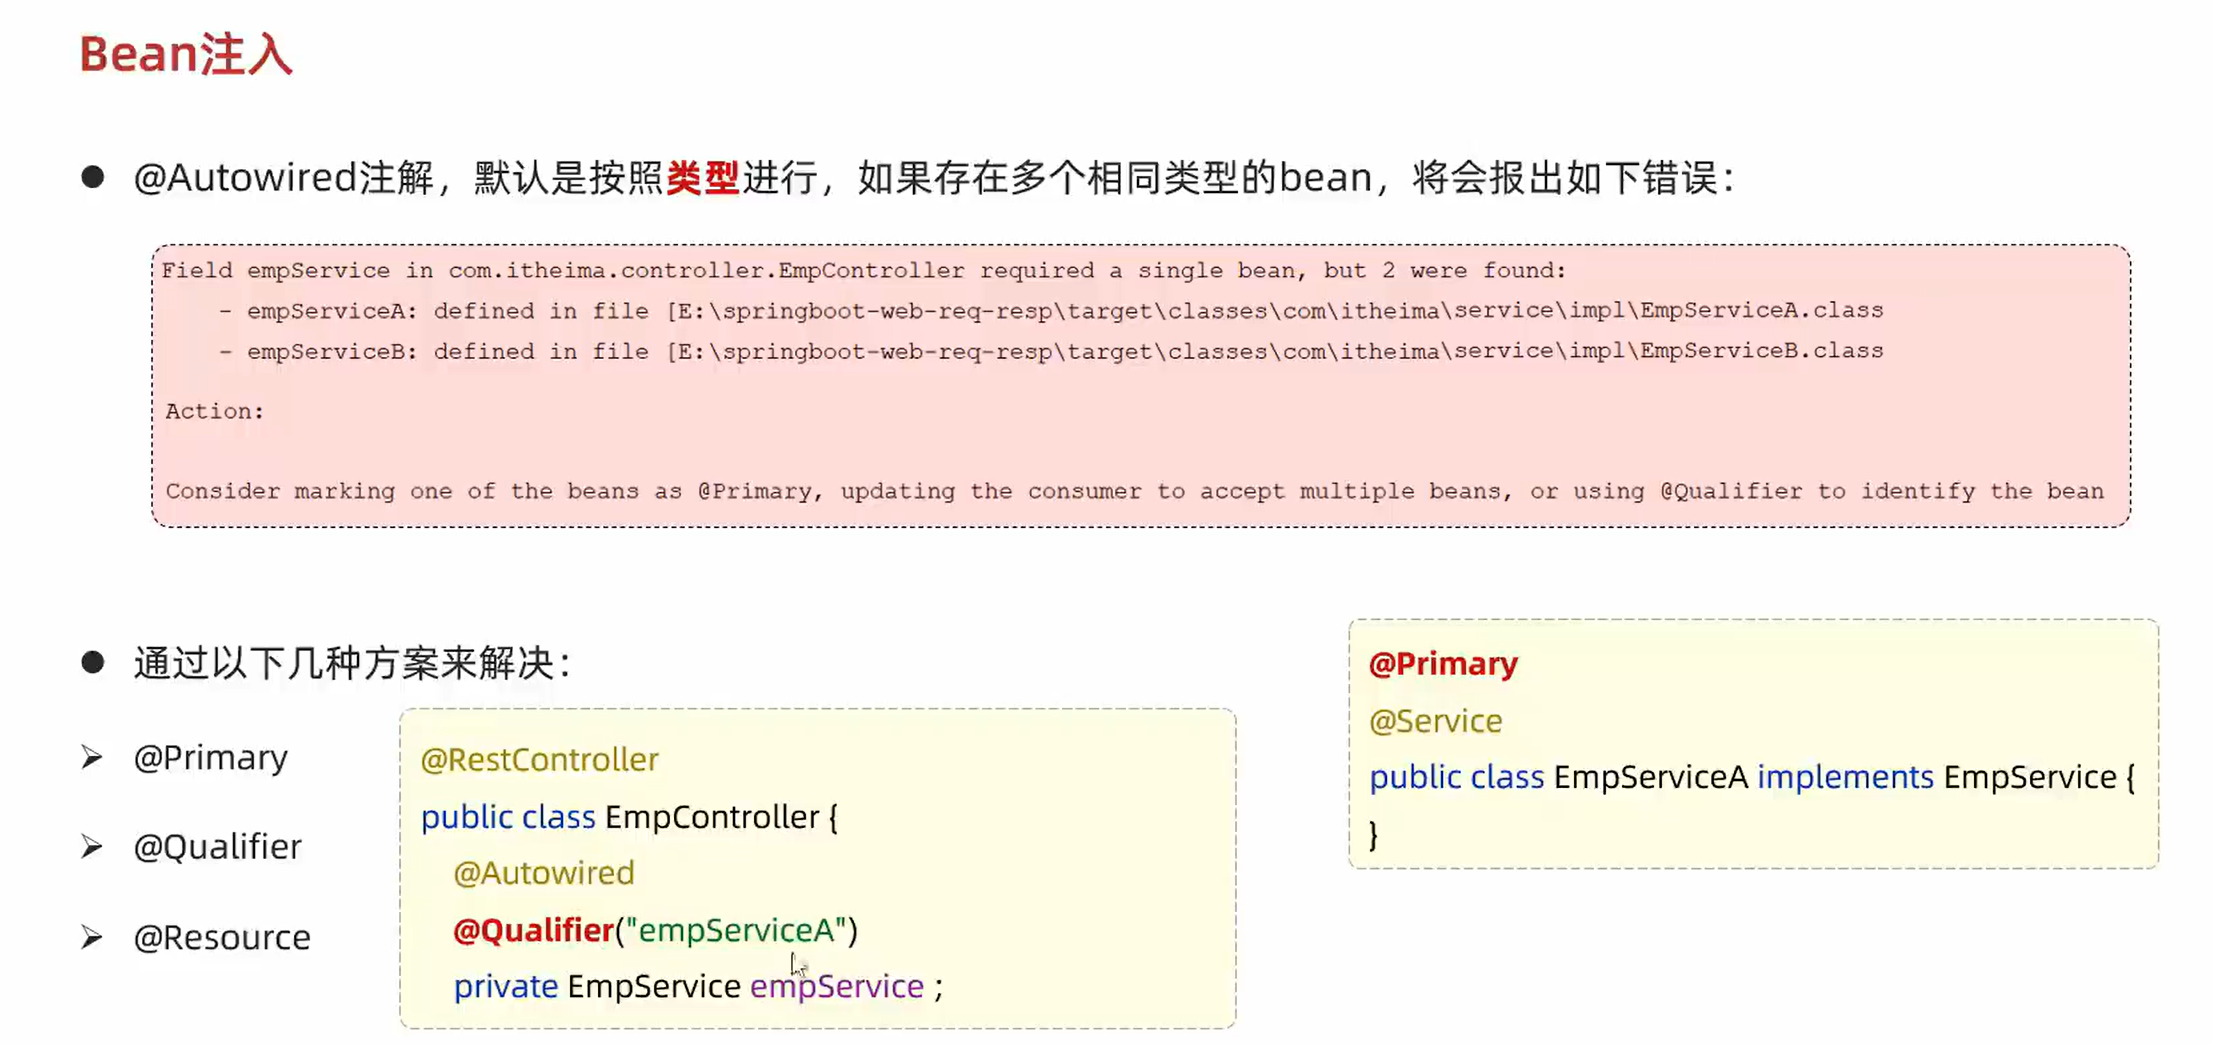 Bean注入
@Autowired注解，默认是按照类型进行，如果存在多个相同类型的bean，将会报出如下错误：
Field empService in com.itheima.controller.EmpController required a single bean, but 2 were found:
- empServiceA: defined in file [E:\springboot-web-req-resp\target\classes\com\itheima\service\impl\EmpServiceA.class
- empServiceB: defined in file [E:\springboot-web-req-resp\target\classes\com\itheima\service\impl\EmpServiceB.class
Action:
Consider marking one of the beans as @Primary, updating the consumer to accept multiple beans, or using @Qualifier to identify the bean
通过以下几种方案来解决：
@Primary
@Qualifier
@Resource
@RestController
public class EmpController {
@Autowired
@Qualifier("empServiceA")
private EmpService empService ;
@Primary
@Service
public class EmpServiceA implements EmpService {
}